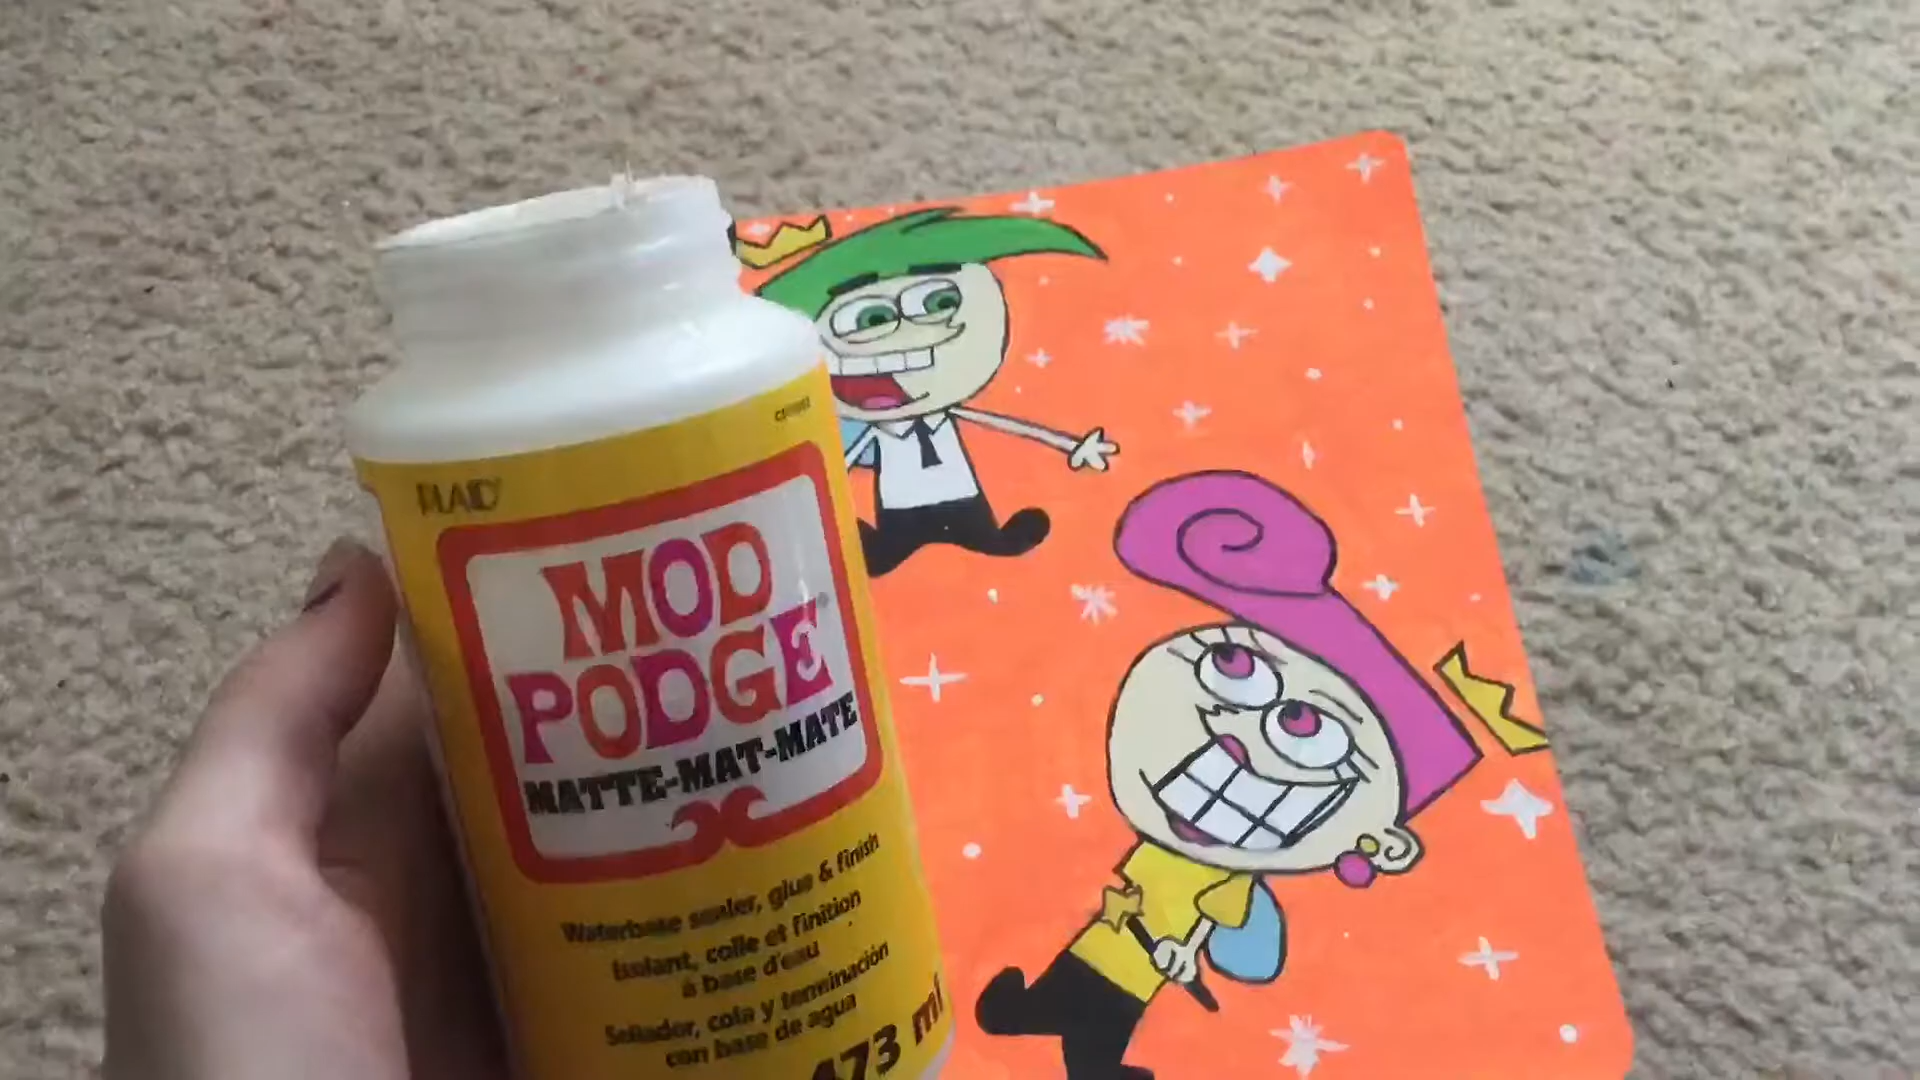 PLAID
MOD
PODGE
MATTE-MAT-MATE
Waterbase sealer, glue & finish
Isolant, colle et finition
à base d'eau
Sellador, cola y terminación
con base de agua
473 ml